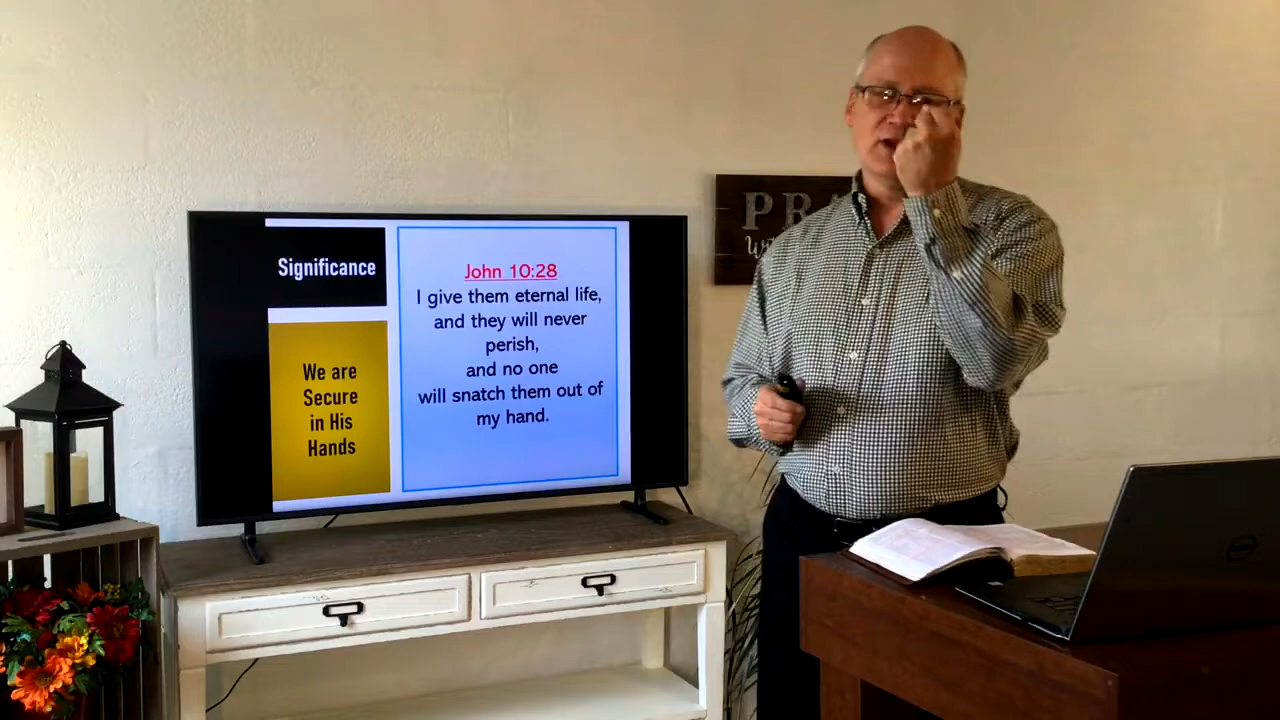 Significance
We are
Secure
in His
Hands
John 10:28
I give them eternal life,
and they will never
perish,
and no one
will snatch them out of
my hand.